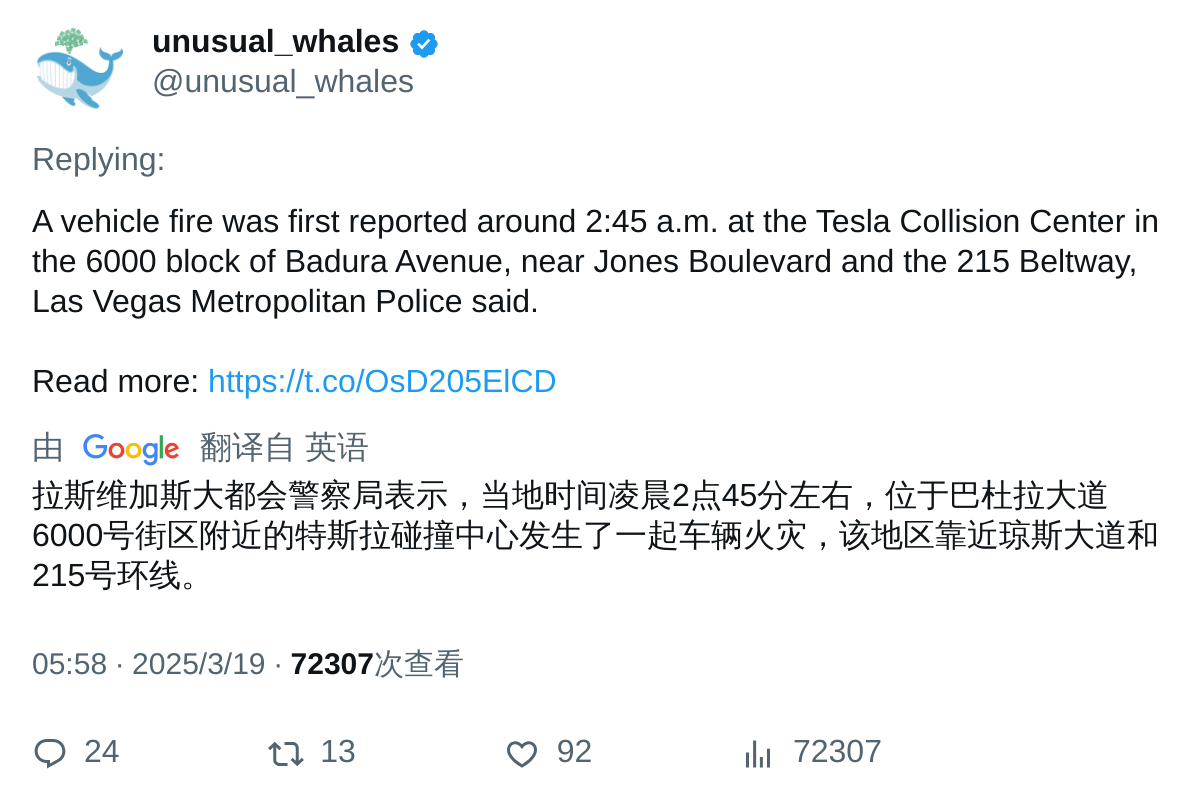 unusual_whales
@unusual_whales
Replying:
A vehicle fire was first reported around 2:45 a.m. at the Tesla Collision Center in
the 6000 block of Badura Avenue, near Jones Boulevard and the 215 Beltway,
Las Vegas Metropolitan Police said.
Read more: https://t.co/OsD205ElCD
由 Google 翻译自 英语
拉斯维加斯大都会警察局表示，当地时间凌晨2点45分左右，位于巴杜拉大道
6000号街区附近的特斯拉碰撞中心发生了一起车辆火灾，该地区靠近琼斯大道和
215号环线。
05:58 · 2025/3/19 · 72307次查看
24 13 92 72307